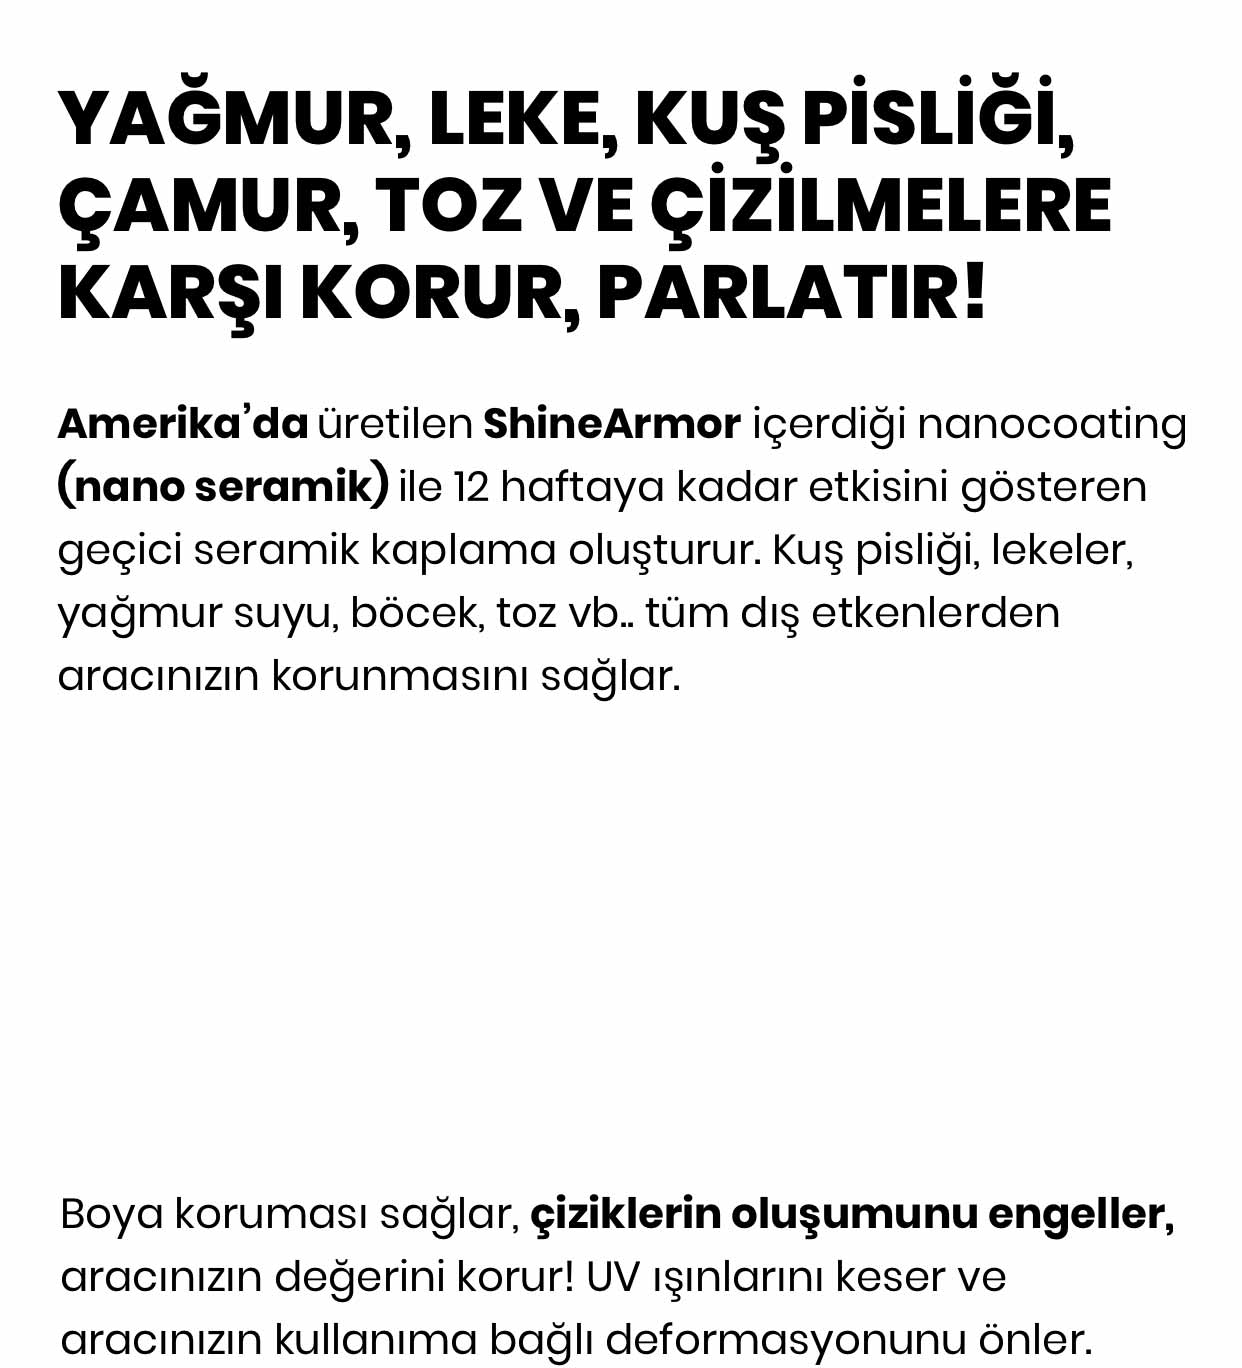 YAĞMUR, LEKE, KUŞ PİSLİĞİ,
ÇAMUR, TOZ VE ÇİZİLMELERE
KARŞI KORUR, PARLATIR!
Amerika’da üretilen ShineArmor içerdiği nanocoating
(nano seramik) ile 12 haftaya kadar etkisini gösteren
geçici seramik kaplama oluşturur. Kuş pisliği, lekeler,
yağmur suyu, böcek, toz vb.. tüm dış etkenlerden
aracınızın korunmasını sağlar.
Boya koruması sağlar, çiziklerin oluşumunu engeller,
aracınızın değerini korur! UV ışınlarını keser ve
aracınızın kullanıma bağlı deformasyonunu önler.